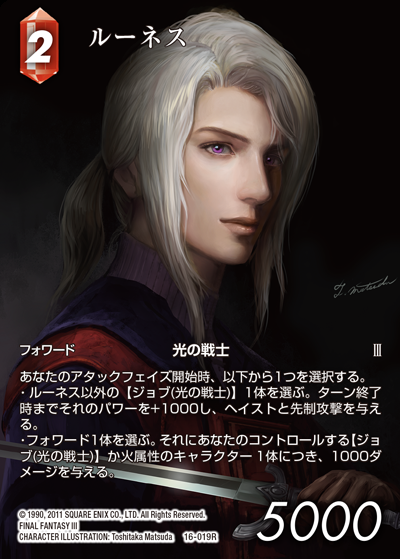 2
ルーネス
フォワード 光の戦士 III
あなたのアタックフェイズ開始時、以下から1つを選択する。
・ルーネス以外の【ジョブ(光の戦士)】1体を選ぶ。ターン終了
時までそれのパワーを+1000し、ヘイストと先制攻撃を与え
る。
・フォワード1体を選ぶ。それにあなたのコントロールする【ジョ
ブ(光の戦士)】か火属性のキャラクター1体につき、1000ダ
メージを与える。
© 1990, 2011 SQUARE ENIX CO., LTD. All Rights Reserved.
FINAL FANTASY III
CHARACTER ILLUSTRATION: Toshitaka Matsuda 16-019R
5000